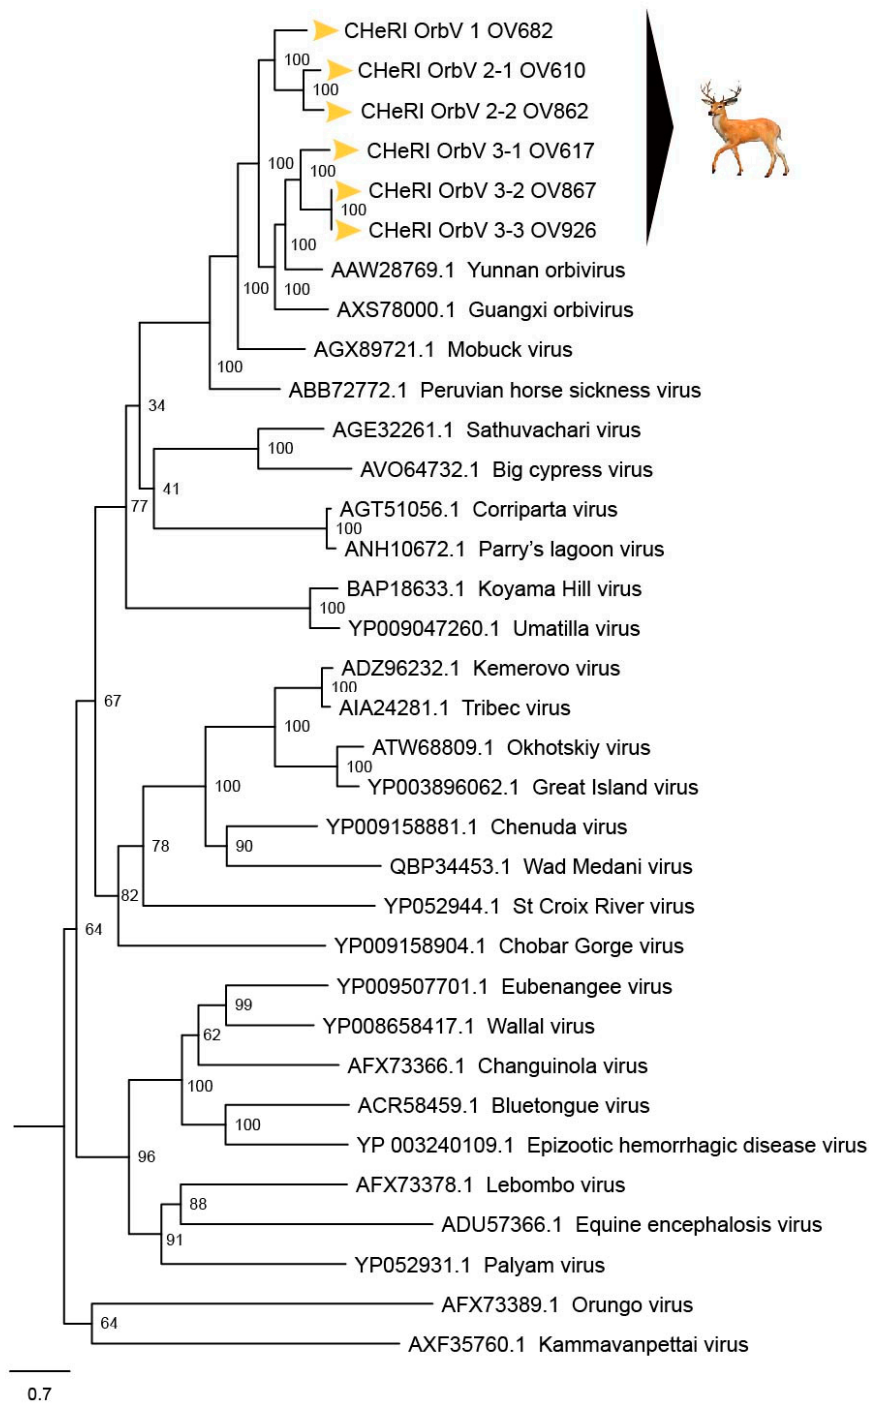 CHeRI OrbV 1 OV682
100
CHeRI OrbV 2-1 OV610
100
CHeRI OrbV 2-2 OV862
CHeRI OrbV 3-1 OV617
100
100
CHeRI OrbV 3-2 OV867
100
CHeRI OrbV 3-3 OV926
100
AAW28769.1 Yunnan orbivirus
100
100
AXS78000.1 Guangxi orbivirus
AGX89721.1 Mobuck virus
100
ABB72772.1 Peruvian horse sickness virus
34
AGE32261.1 Sathuvachari virus
100
AVO64732.1 Big cypress virus
41
77
AGT51056.1 Corriparta virus
100
ANH10672.1 Parry’s lagoon virus
BAP18633.1 Koyama Hill virus
100
YP009047260.1 Umatilla virus
ADZ96232.1 Kemerovo virus
100
67
AIA24281.1 Tribec virus
100
ATW68809.1 Okhotskiy virus
100
YP003896062.1 Great Island virus
100
YP009158881.1 Chenuda virus
78
90
QBP34453.1 Wad Medani virus
82
YP052944.1 St Croix River virus
64
YP009158904.1 Chobar Gorge virus
YP009507701.1 Eubenangee virus
99
YP008658417.1 Wallal virus
62
AFX73366.1 Changuinola virus
100
ACR58459.1 Bluetongue virus
100
YP 003240109.1 Epizootic hemorrhagic disease virus
96
AFX73378.1 Lebombo virus
88
ADU57366.1 Equine encephalosis virus
91
YP052931.1 Palyam virus
AFX73389.1 Orungo virus
64
AXF35760.1 Kammavanpettai virus
0.7